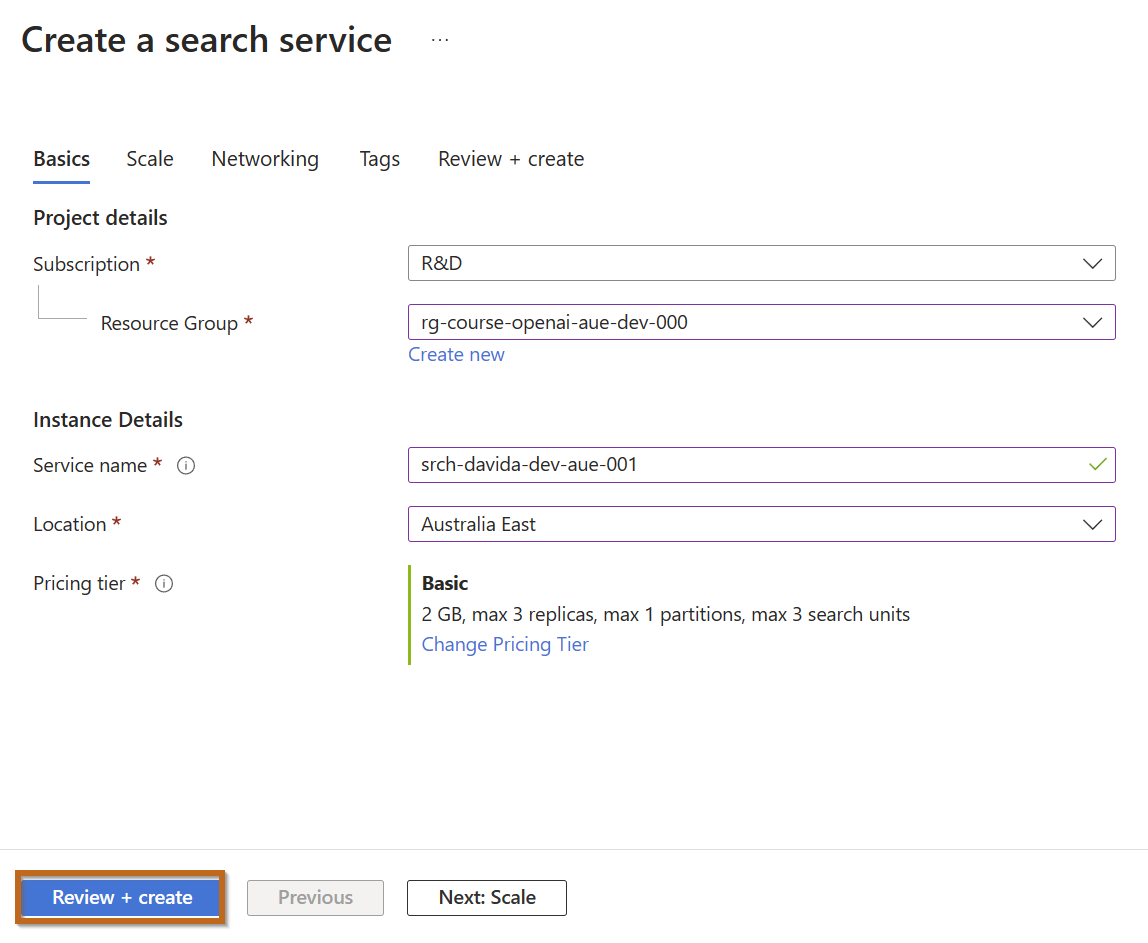 Create a search service ...
Basics Scale Networking Tags Review + create
Project details
Subscription * R&D
Resource Group * rg-course-openai-aue-dev-000
Create new
Instance Details
Service name * srch-davida-dev-aue-001
Location * Australia East
Pricing tier * Basic
2 GB, max 3 replicas, max 1 partitions, max 3 search units
Change Pricing Tier
Review + create Previous Next: Scale